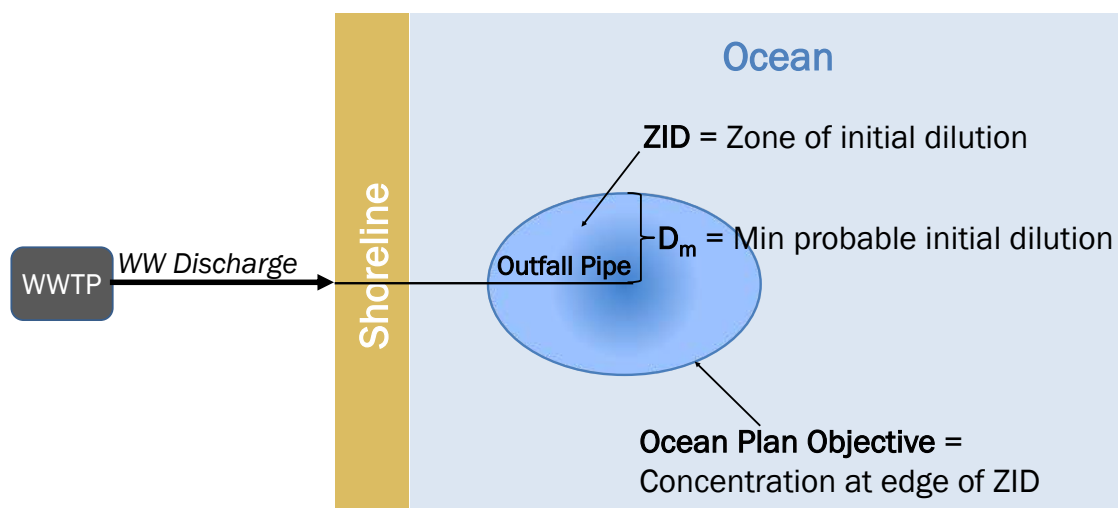 Ocean
ZID = Zone of initial dilution
Shoreline
D_m = Min probable initial dilution
WW Discharge
Outfall Pipe
WWTP
Ocean Plan Objective =
Concentration at edge of ZID